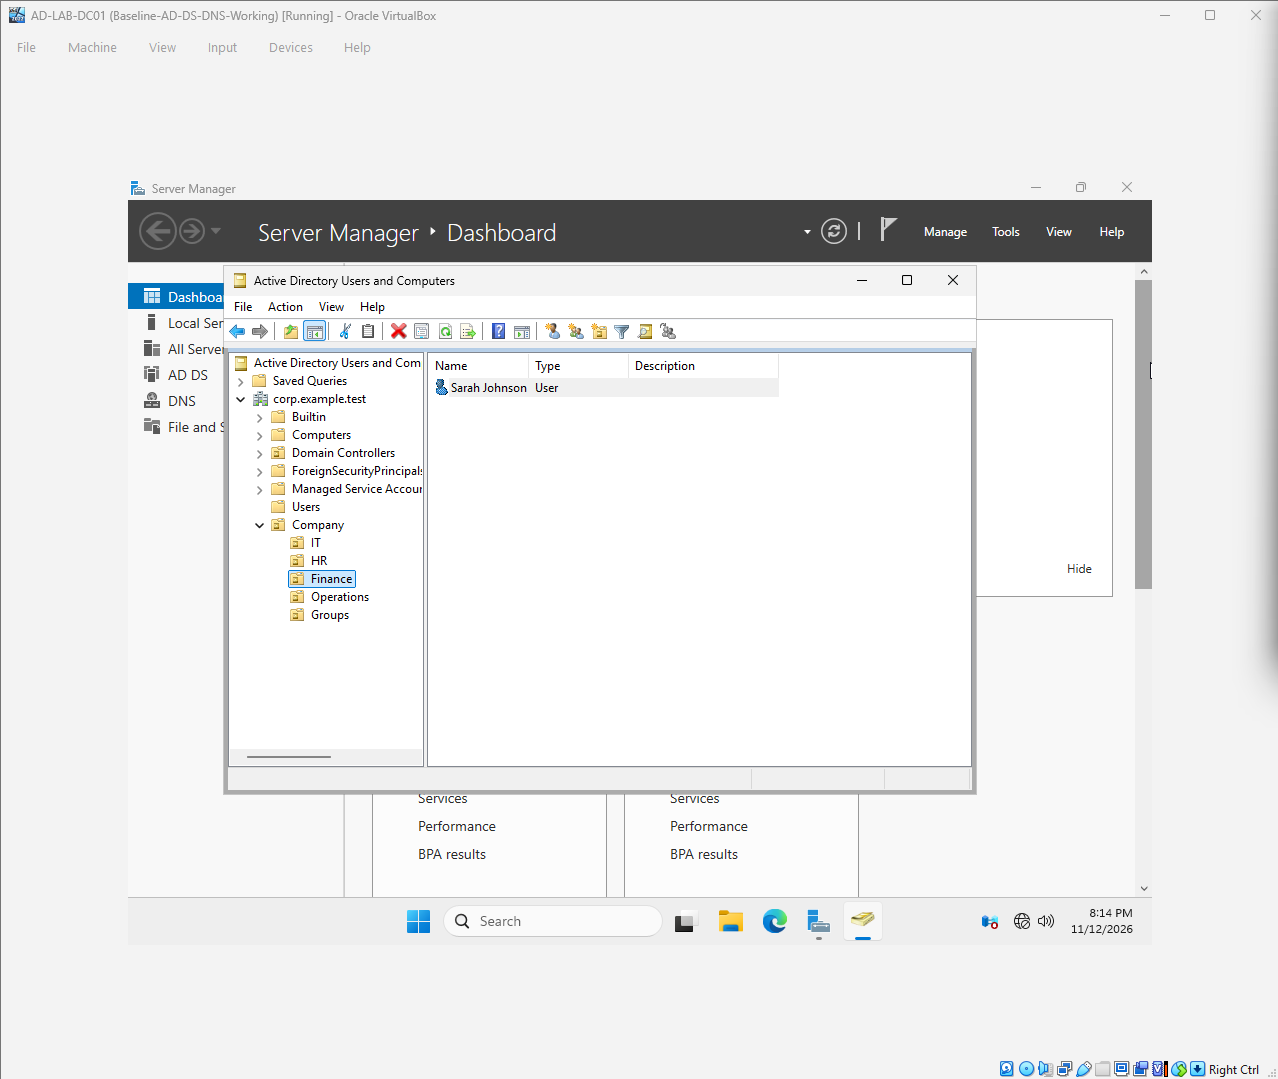 AD-LAB-DC01 (Baseline-AD-DS-DNS-Working) [Running] - Oracle VirtualBox
File Machine View Input Devices Help
Server Manager
Server Manager Dashboard
Manage Tools View Help
Dashboa
Local Ser
All Serve
AD DS
DNS
File and S
Active Directory Users and Computers
File Action View Help
Active Directory Users and Com
Saved Queries
corp.example.test
Builtin
Computers
Domain Controllers
ForeignSecurityPrincipals
Managed Service Accour
Users
Company
IT
HR
Finance
Operations
Groups
Name Type Description
Sarah Johnson User
Hide
Services
Performance
BPA results
Services
Performance
BPA results
Search
8:14 PM
11/12/2026
Right Ctrl